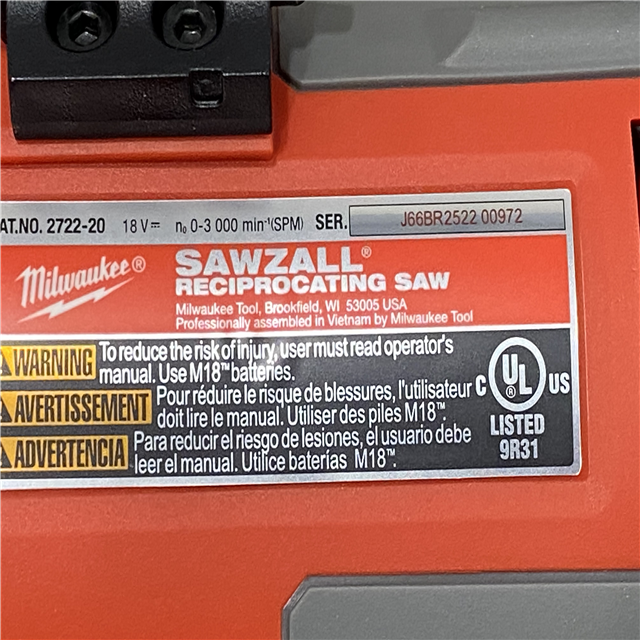 AT.NO. 2722-20 18 V⎓ n₀ 0-3 000 min⁻¹(SPM) SER. J66BR2522 00972
Milwaukee®
SAWZALL®
RECIPROCATING SAW
Milwaukee Tool, Brookfield, WI 53005 USA
Professionally assembled in Vietnam by Milwaukee Tool
WARNING To reduce the risk of injury, user must read operator's
manual. Use M18™ batteries.
AVERTISSEMENT Pour réduire le risque de blessures, l'utilisateur
doit lire le manual. Utiliser des piles M18™.
ADVERTENCIA Para reducir el riesgo de lesiones, el usuario debe
leer el manual. Utilice baterías M18™.
C UL® US
LISTED
9R31